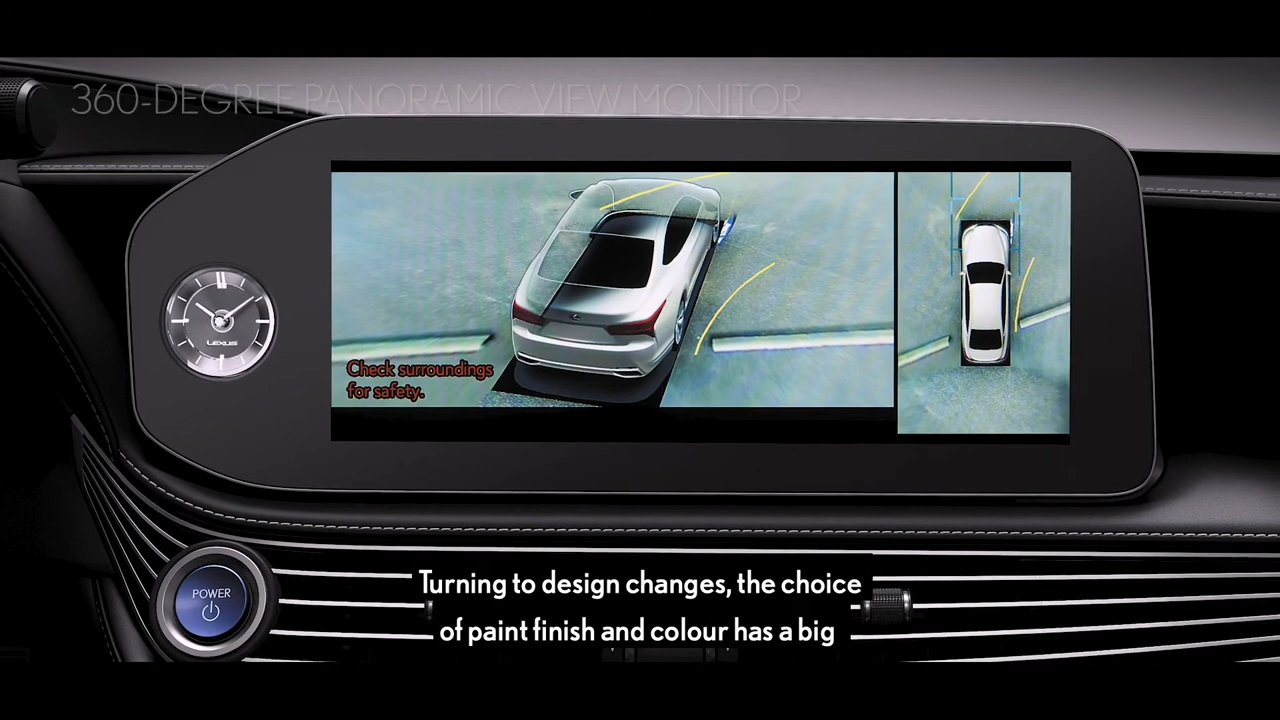 360-DEGREE PANORAMIC VIEW MONITOR
LEXUS
Check surroundings
for safety.
POWER
Turning to design changes, the choice
of paint finish and colour has a big